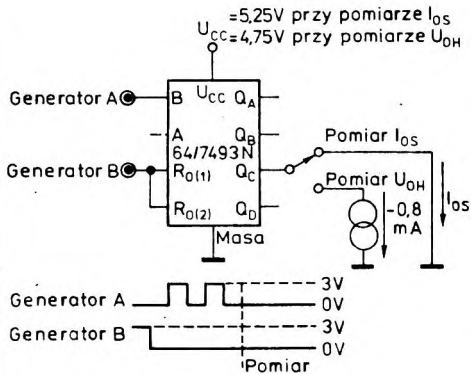 =5,25V przy pomiarze I_OS
U_CC =4,75V przy pomiarze U_OH
Generator A B U_CC Q_A
A Q_B
64/7493N
Pomiar I_OS
Generator B R_O(1) Q_C
Pomiar U_OH
R_O(2) Q_D
-0,8 mA
I_OS
Masa
Generator A 3V
0V
Generator B 3V
0V
Pomiar